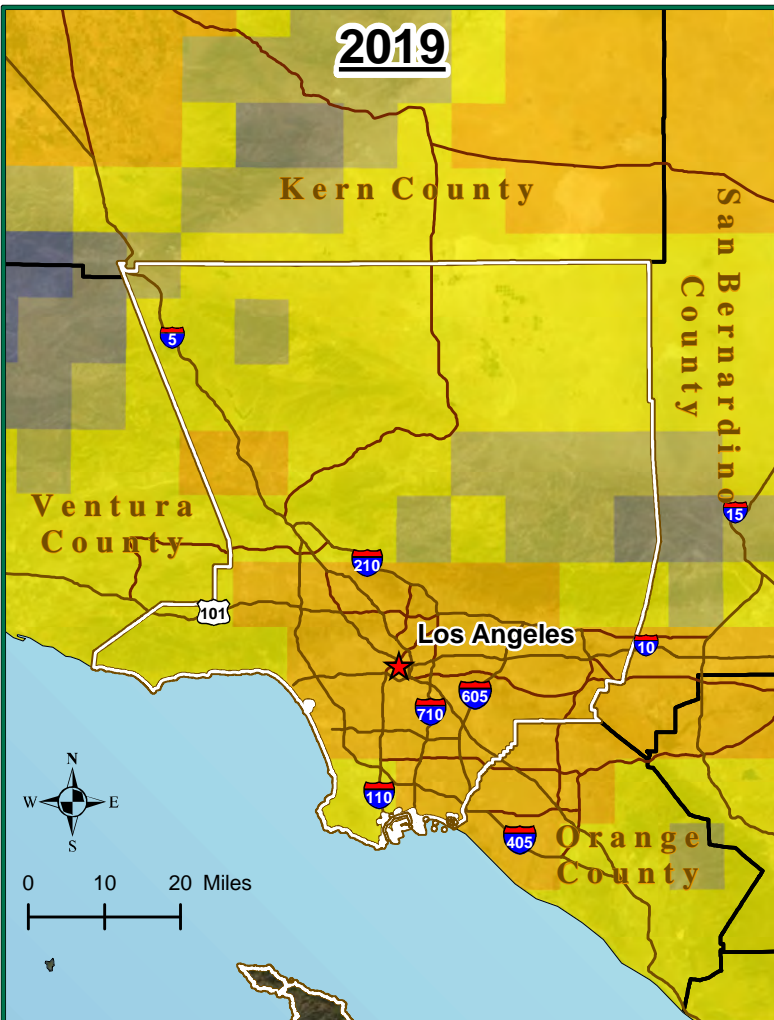 2019
Kern County
San Bernardino
County
5
Ventura
County
15
210
101
Los Angeles
10
605
710
N
W
E
S
110
405
Orange
County
0 10 20 Miles